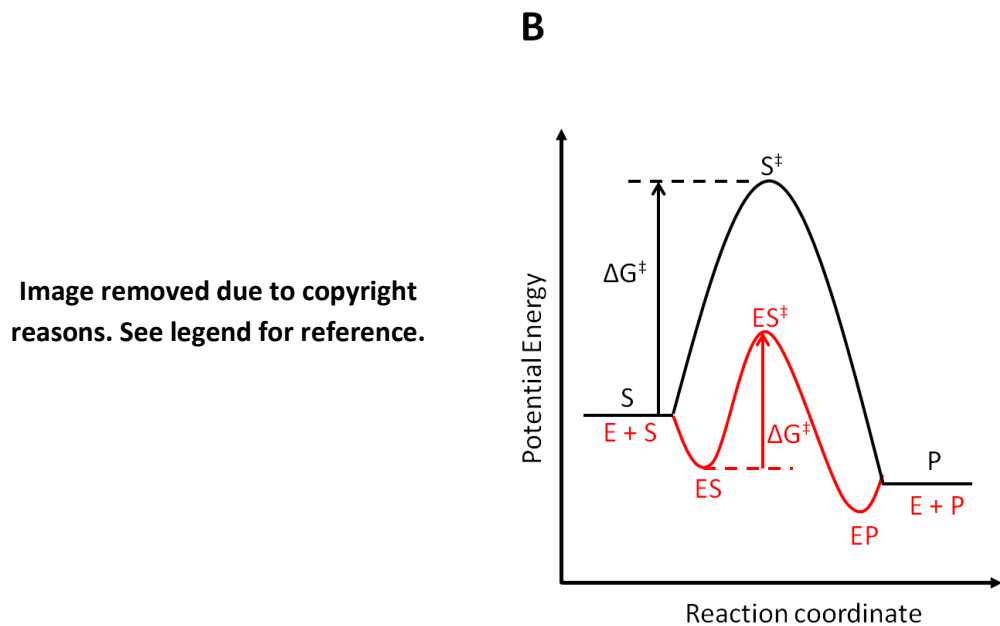 B
Image removed due to copyright
reasons. See legend for reference.
Potential Energy
S‡
ΔG‡
ES‡
S
E + S
ΔG‡
ES
P
E + P
EP
Reaction coordinate